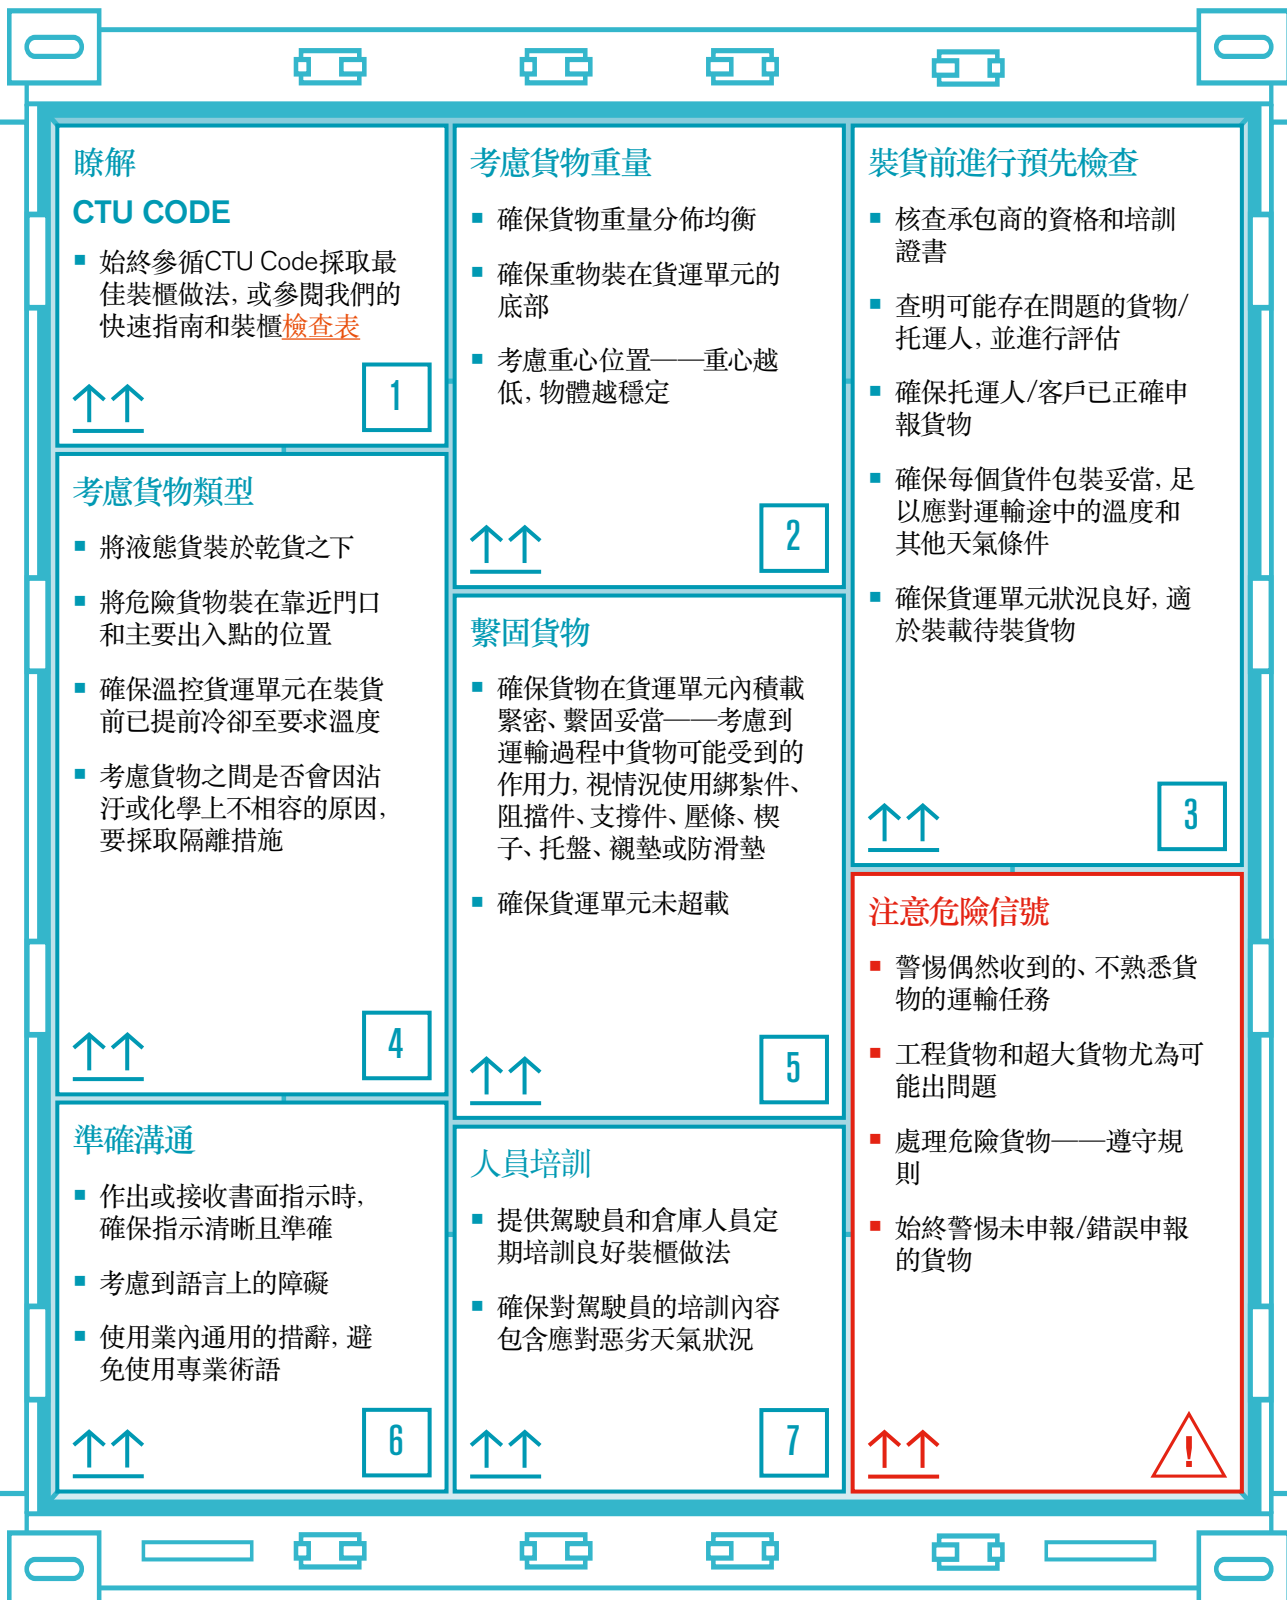 瞭解
CTU CODE
始終參循CTU Code採取最
佳裝櫃做法, 或參閱我們的
快速指南和裝櫃檢查表
1
考慮貨物重量
確保貨物重量分佈均衡
確保重物裝在貨運單元的
底部
考慮重心位置——重心越
低, 物體越穩定
2
裝貨前進行預先檢查
核查承包商的資格和培訓
證書
查明可能存在問題的貨物/
托運人, 並進行評估
確保托運人/客戶已正確申
報貨物
確保每個貨件包裝妥當, 足
以應對運輸途中的溫度和
其他天氣條件
確保貨運單元狀況良好, 適
於裝載待裝貨物
3
考慮貨物類型
將液態貨裝於乾貨之下
將危險貨物裝在靠近門口
和主要出入點的位置
確保溫控貨運單元在裝貨
前已提前冷卻至要求溫度
考慮貨物之間是否會因沾
汙或化學上不相容的原因,
要採取隔離措施
4
繫固貨物
確保貨物在貨運單元內積載
緊密、繫固妥當——考慮到
運輸過程中貨物可能受到的
作用力, 視情況使用綁紮件、
阻擋件、支撐件、壓條、楔
子、托盤、襯墊或防滑墊
確保貨運單元未超載
5
準確溝通
作出或接收書面指示時,
確保指示清晰且準確
考慮到語言上的障礙
使用業內通用的措辭, 避
免使用專業術語
6
人員培訓
提供駕駛員和倉庫人員定
期培訓良好裝櫃做法
確保對駕駛員的培訓內容
包含應對惡劣天氣狀況
7
注意危險信號
警惕偶然收到的、不熟悉貨
物的運輸任務
工程貨物和超大貨物尤為可
能出問題
處理危險貨物——遵守規
則
始終警惕未申報/錯誤申報
的貨物
!